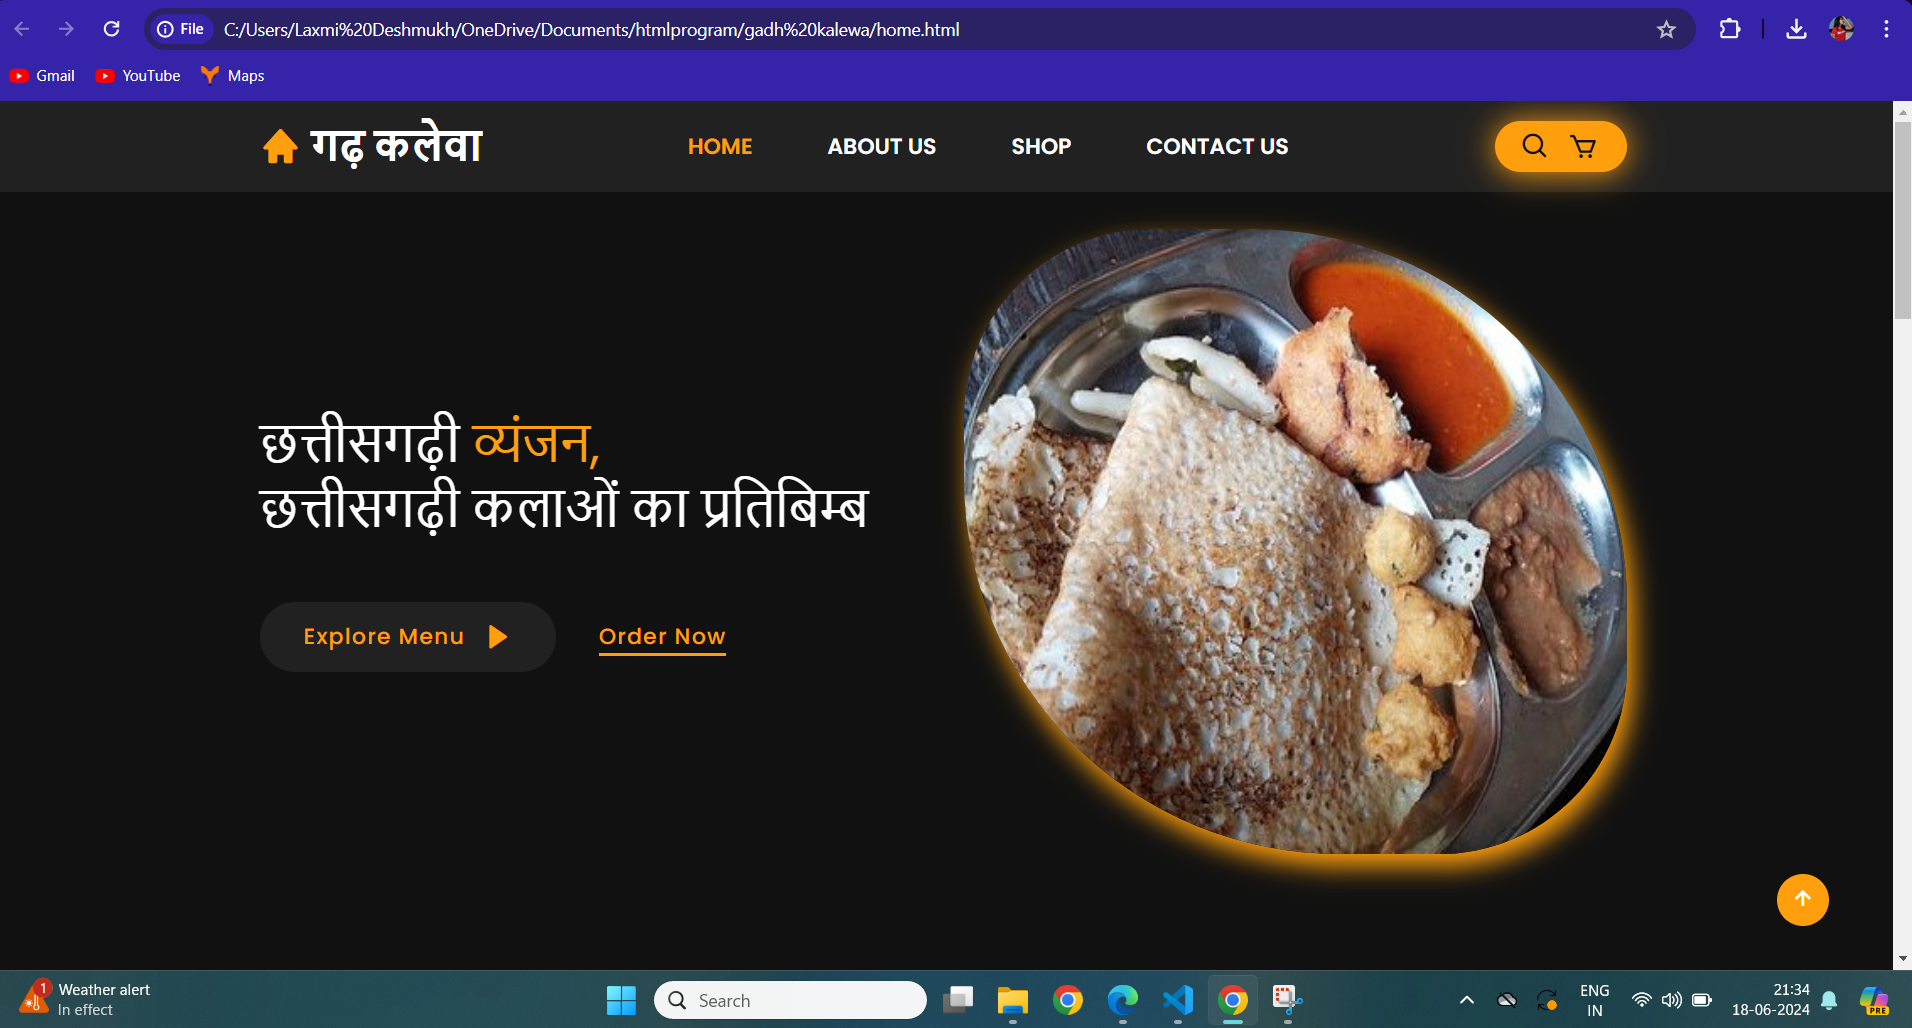 File C:/Users/Laxmi%20Deshmukh/OneDrive/Documents/htmlprogram/gadh%20kalewa/home.html
Gmail YouTube Maps
गढ़ कलेवा HOME ABOUT US SHOP CONTACT US
छत्तीसगढ़ी व्यंजन,
छत्तीसगढ़ी कलाओं का प्रतिबिम्ब
Explore Menu Order Now
1 Weather alert
In effect
Search
ENG
IN
21:34
18-06-2024
PRE